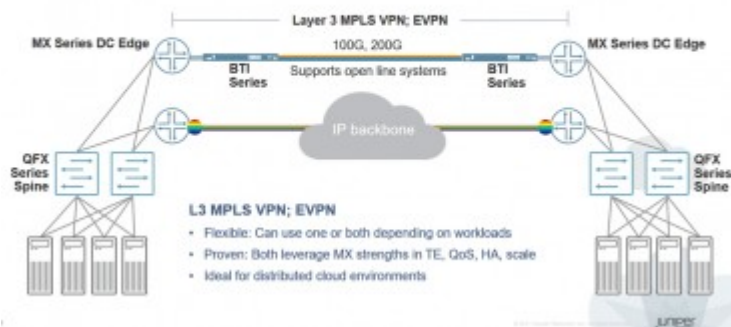 Layer 3 MPLS VPN; EVPN
MX Series DC Edge
100G, 200G
MX Series DC Edge
BTI
Series
Supports open line systems
BTI
Series
IP backbone
QFX
Series
Spine
QFX
Series
Spine
L3 MPLS VPN; EVPN
• Flexible: Can use one or both depending on workloads
• Proven: Both leverage MX strengths in TE, QoS, HA, scale
• Ideal for distributed cloud environments
JUNIPER